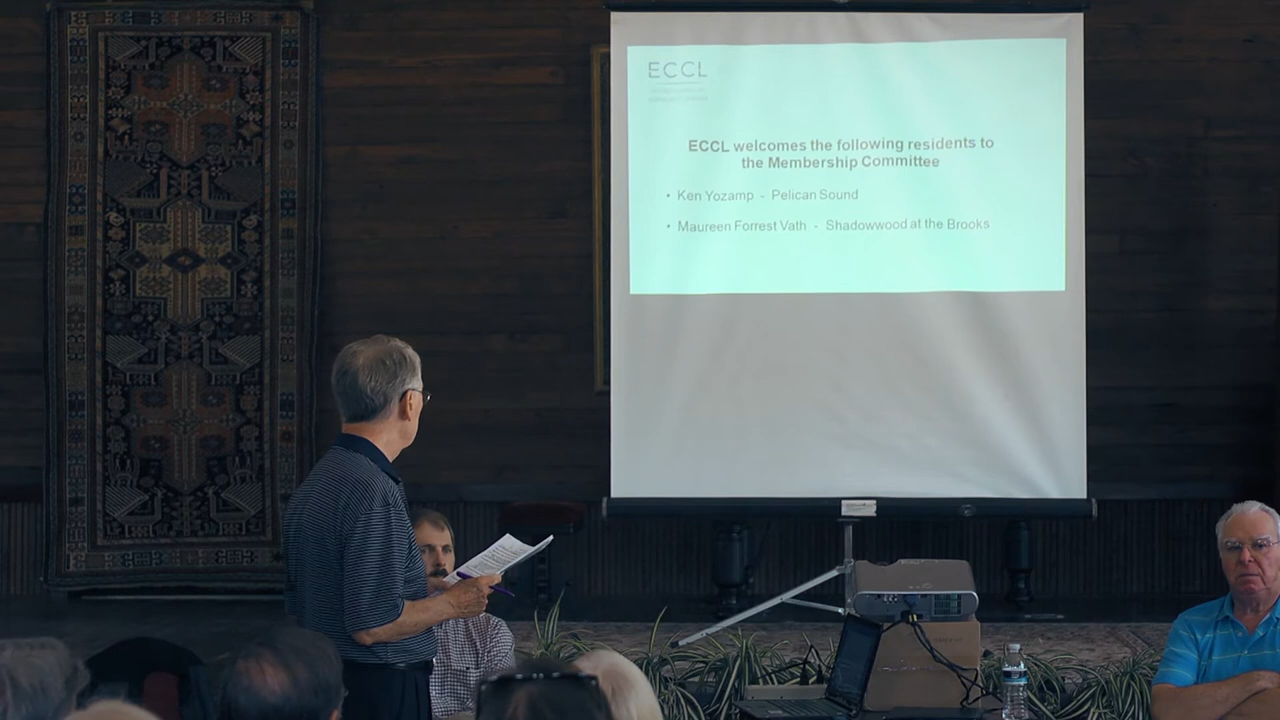 ECCL
ECCL welcomes the following residents to
the Membership Committee
• Ken Yozamp - Pelican Sound
• Maureen Forrest Vath - Shadowwood at the Brooks